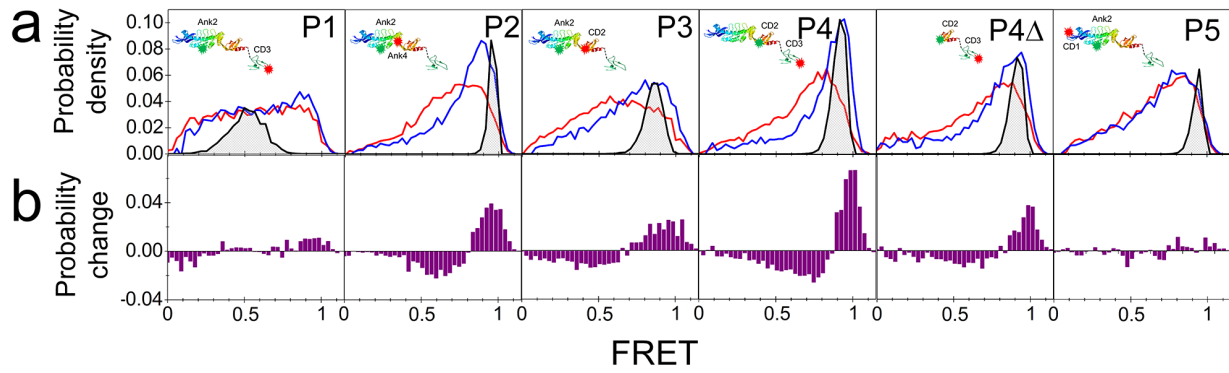 a
Probability
density
0.10
0.08
0.06
0.04
0.02
0.00
P1
Ank2
CD3
P2
Ank2
Ank4
P3
Ank2
CD2
P4
CD2
CD3
P4Δ
CD2
CD3
P5
Ank2
CD1
b
Probability
change
0.04
0.00
-0.04
0 0.5 1 0 0.5 1 0 0.5 1 0 0.5 1 0 0.5 1 0 0.5 1
FRET